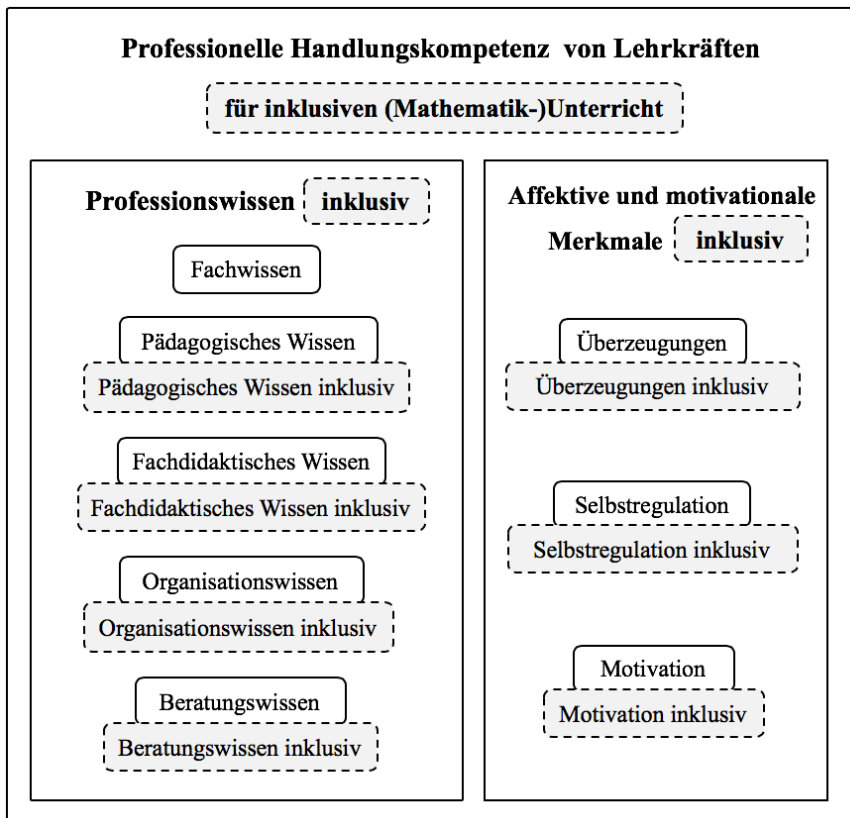 Professionelle Handlungskompetenz von Lehrkräften
für inklusiven (Mathematik-)Unterricht
Professionswissen inklusiv
Fachwissen
Pädagogisches Wissen
Pädagogisches Wissen inklusiv
Fachdidaktisches Wissen
Fachdidaktisches Wissen inklusiv
Organisationswissen
Organisationswissen inklusiv
Beratungswissen
Beratungswissen inklusiv
Affektive und motivationale
Merkmale inklusiv
Überzeugungen
Überzeugungen inklusiv
Selbstregulation
Selbstregulation inklusiv
Motivation
Motivation inklusiv